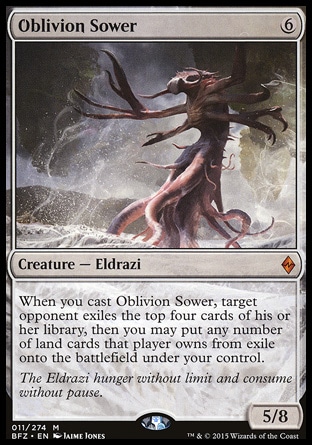 Oblivion Sower 6
Creature — Eldrazi
When you cast Oblivion Sower, target
opponent exiles the top four cards of his or
her library, then you may put any number
of land cards that player owns from exile
onto the battlefield under your control.
The Eldrazi hunger without limit and consume
without pause.
5/8
011/274 M
BFZ • EN JAIME JONES
™ & © 2015 Wizards of the Coast